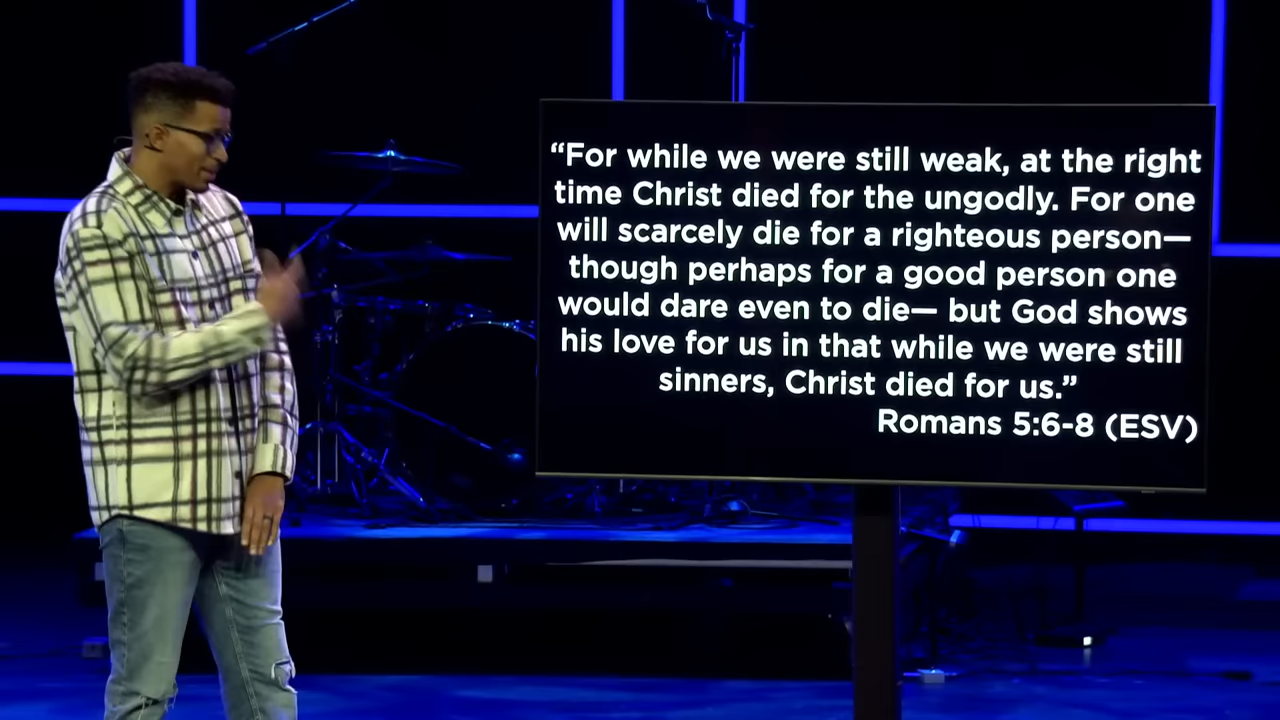 “For while we were still weak, at the right
time Christ died for the ungodly. For one
will scarcely die for a righteous person—
though perhaps for a good person one
would dare even to die— but God shows
his love for us in that while we were still
sinners, Christ died for us.”
Romans 5:6-8 (ESV)